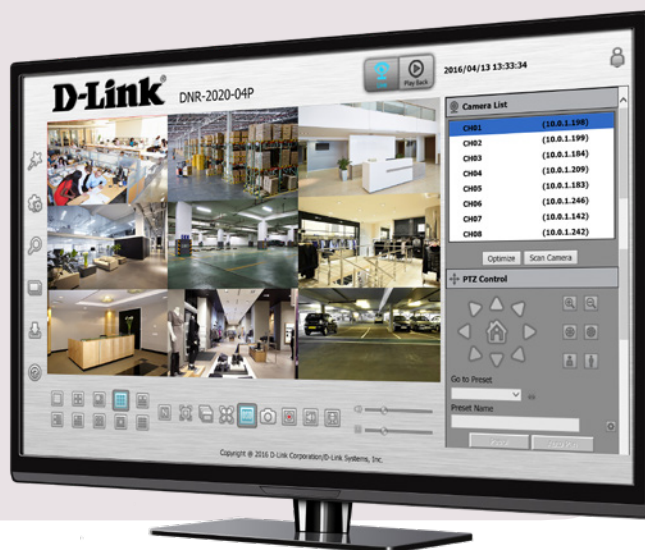 D-Link®
DNR-2020-04P
Play Back
2016/04/13 13:33:34
Camera List
CH01 (10.0.1.198)
CH02 (10.0.1.199)
CH03 (10.0.1.184)
CH04 (10.0.1.209)
CH05 (10.0.1.183)
CH06 (10.0.1.246)
CH07 (10.0.1.142)
CH08 (10.0.1.242)
Optimize Scan Camera
PTZ Control
Go to Preset
Preset Name
Copyright @ 2016 D-Link Corporation/D-Link Systems, Inc.